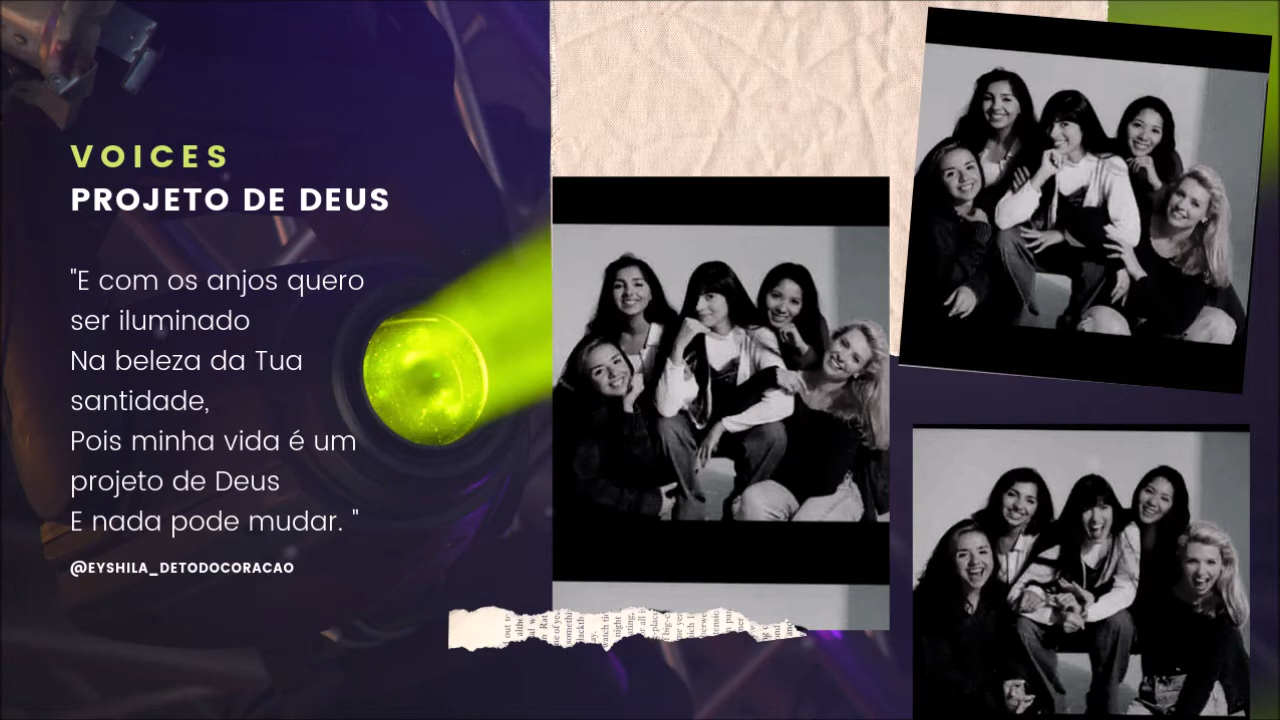 VOICES
PROJETO DE DEUS
"E com os anjos quero
ser iluminado
Na beleza da Tua
santidade,
Pois minha vida é um
projeto de Deus
E nada pode mudar. "
@EYSHILA_DETODOCORACAO